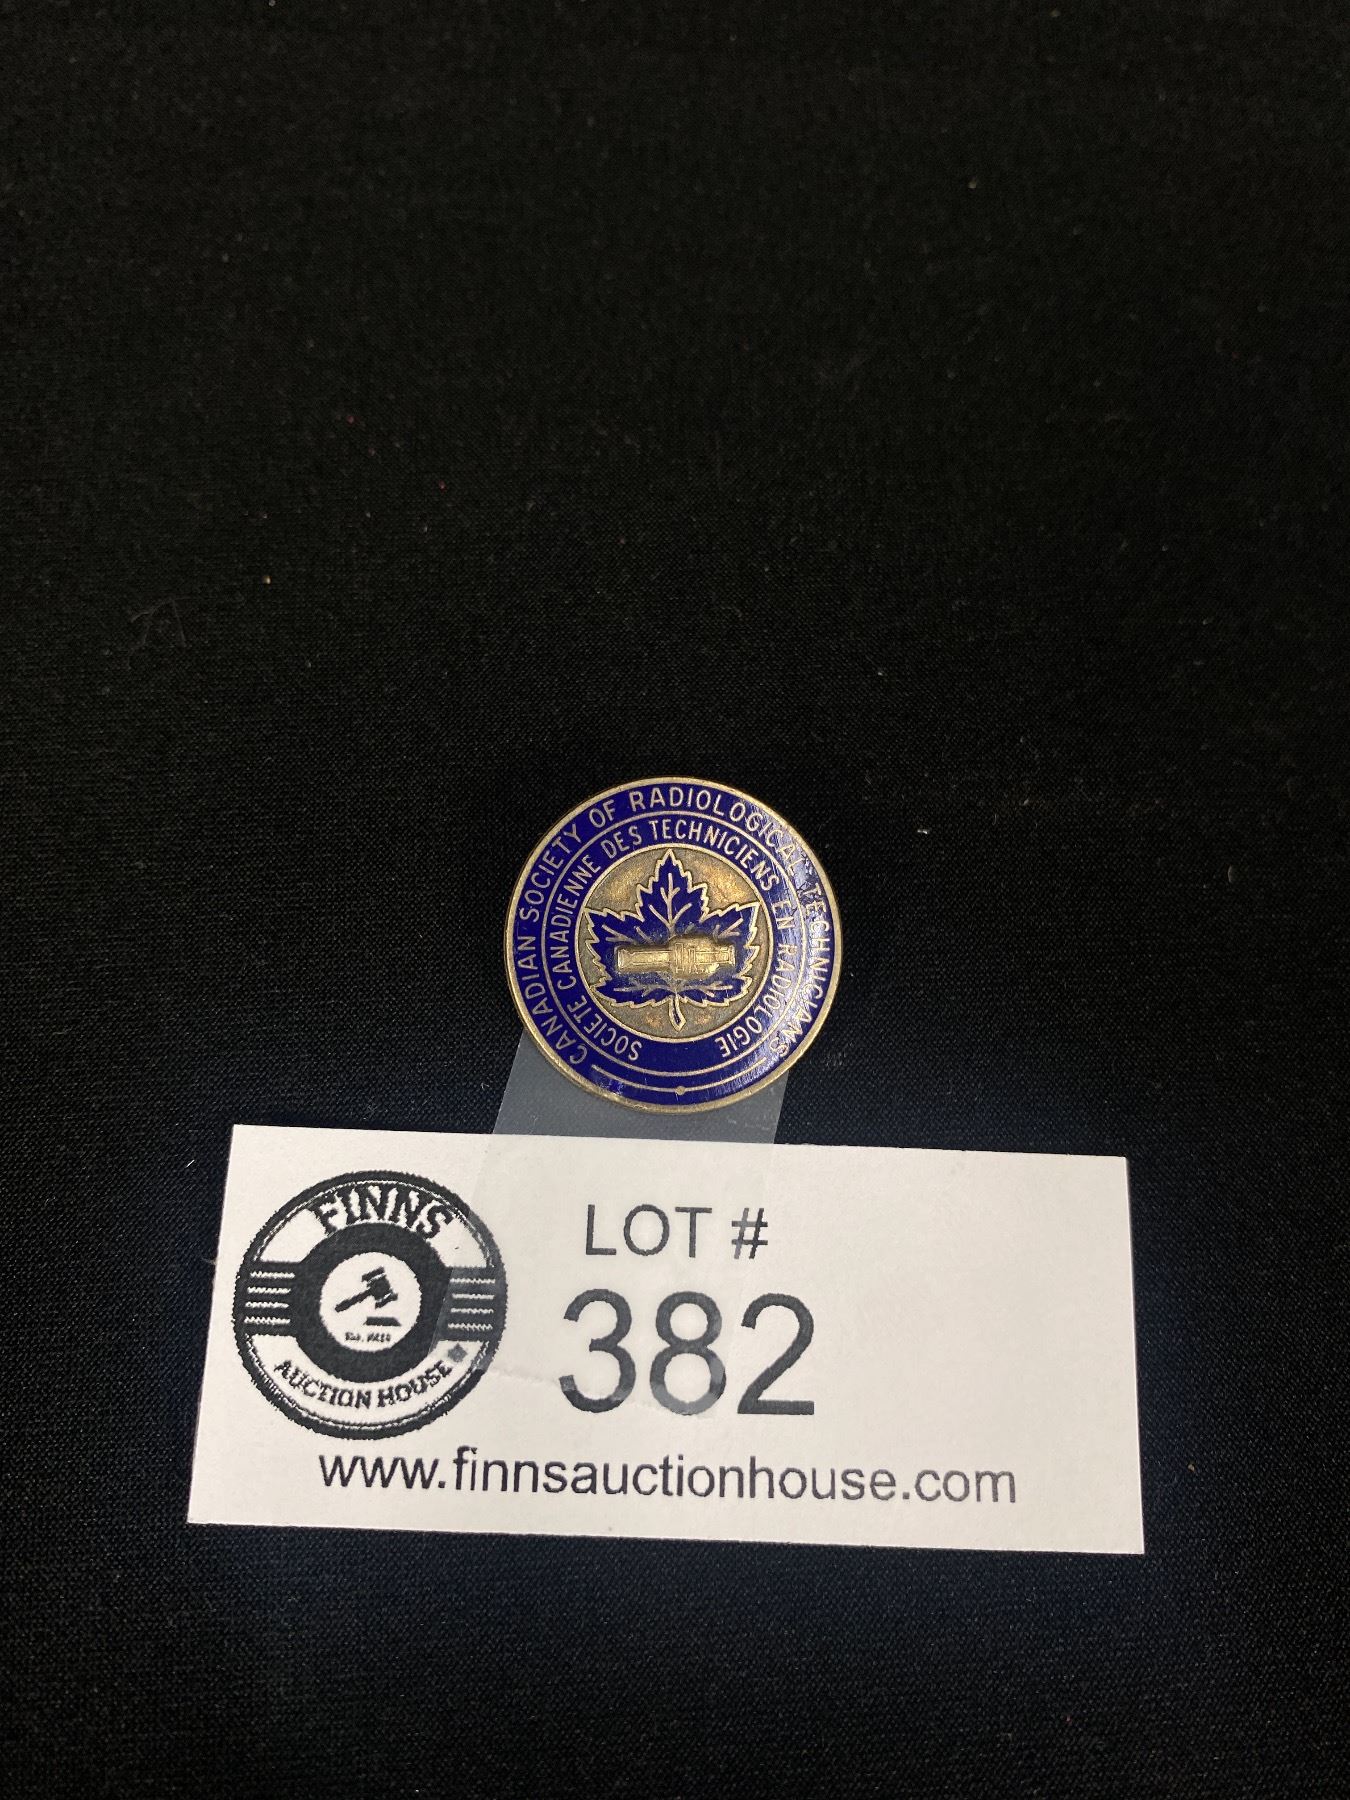 CANADIAN SOCIETY OF RADIOLOGICAL TECHNICIANS
SOCIETE CANADIENNE DES TECHNICIENS EN RADIOLOGIE
FINNS
AUCTION HOUSE
LOT #
382
www.finnsauctionhouse.com